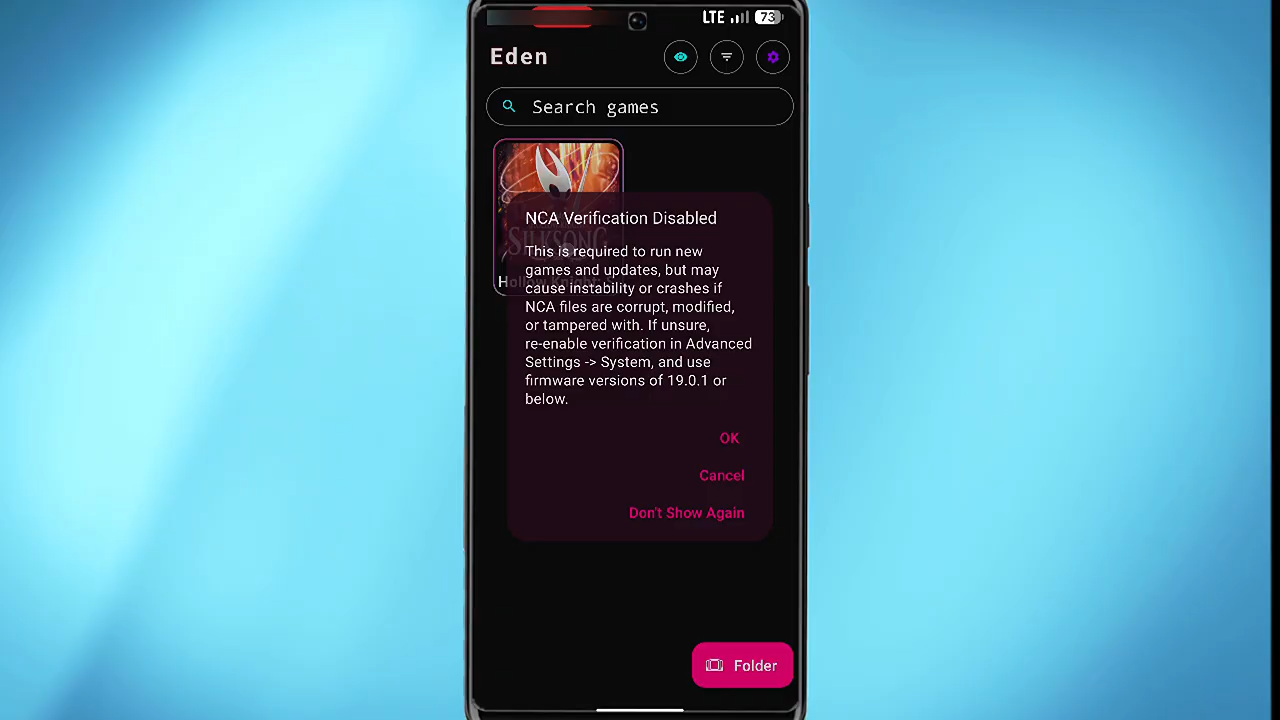 LTE 73
Eden
Search games
SILKSONG
NCA Verification Disabled
This is required to run new
games and updates, but may
cause instability or crashes if
NCA files are corrupt, modified,
or tampered with. If unsure,
re-enable verification in Advanced
Settings -> System, and use
firmware versions of 19.0.1 or
below.
Hollow Knight
OK
Cancel
Don't Show Again
Folder